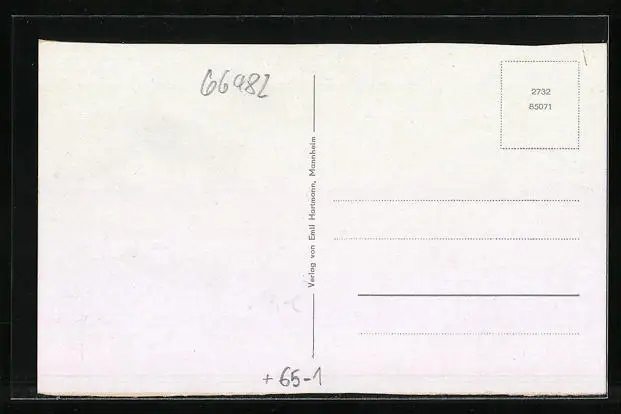 66982
2732
85071
Verlag von Emil Hartmann, Mannheim
+ 65-1